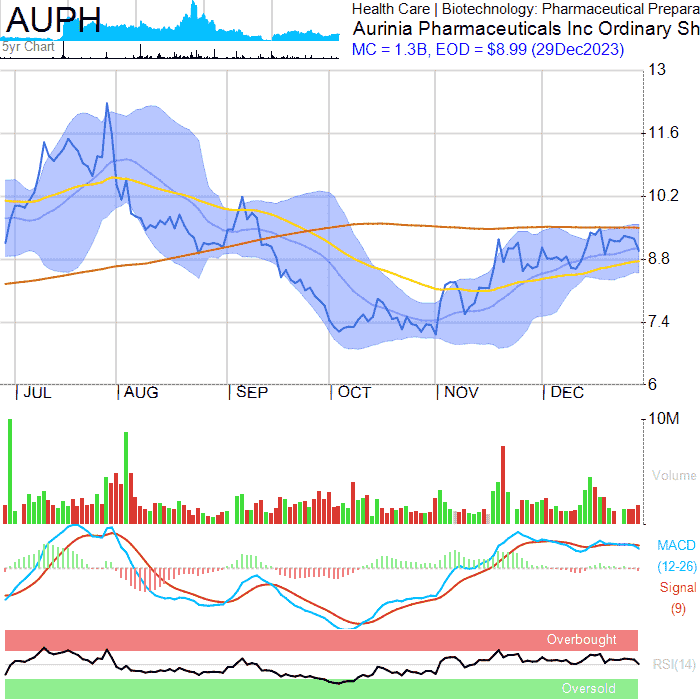 AUPH
5yr Chart
Health Care | Biotechnology: Pharmaceutical Prepara
Aurinia Pharmaceuticals Inc Ordinary Sh
MC = 1.3B, EOD = $8.99 (29Dec2023)
13
11.6
10.2
8.8
7.4
6
JUL AUG SEP OCT NOV DEC
10M
Volume
MACD
(12-26)
Signal
(9)
Overbought
RSI(14)
Oversold